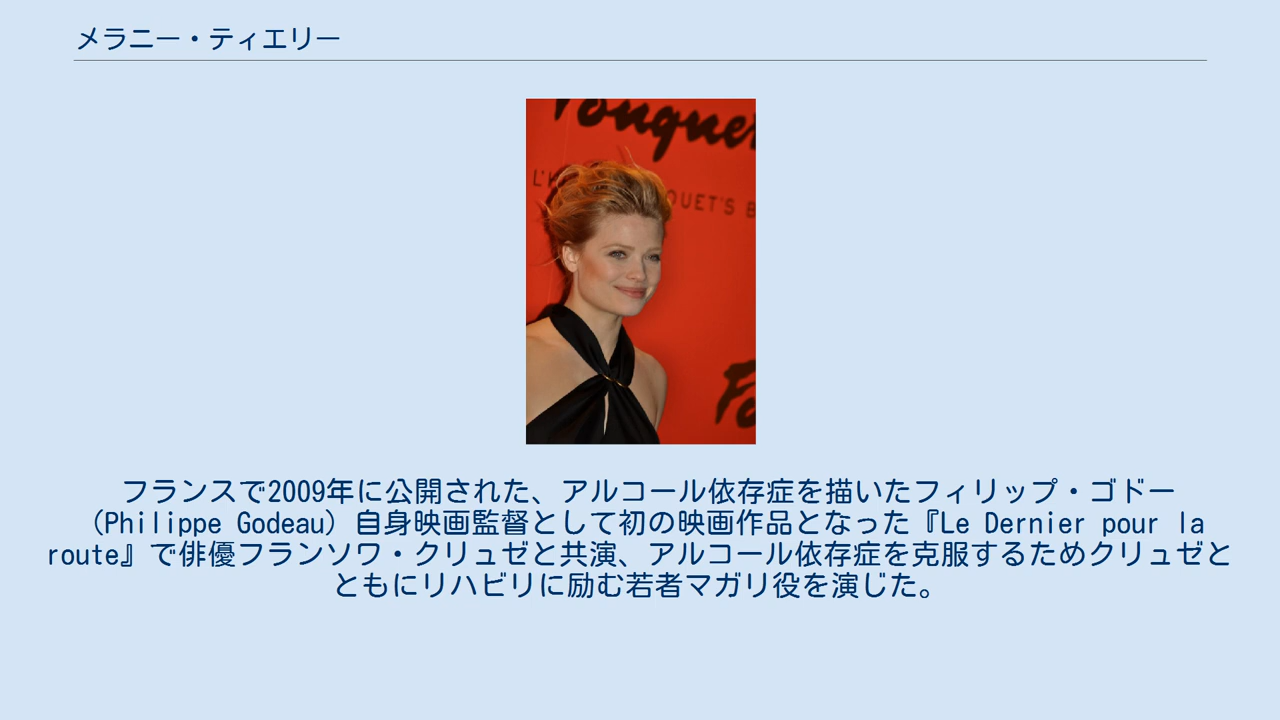 メラニー・ティエリー
Fouquet
L'
OUET'S B
Fo
フランスで2009年に公開された、アルコール依存症を描いたフィリップ・ゴドー
（Philippe Godeau）自身映画監督として初の映画作品となった『Le Dernier pour la
route』で俳優フランソワ・クリュゼと共演、アルコール依存症を克服するためクリュゼと
ともにリハビリに励む若者マガリ役を演じた。